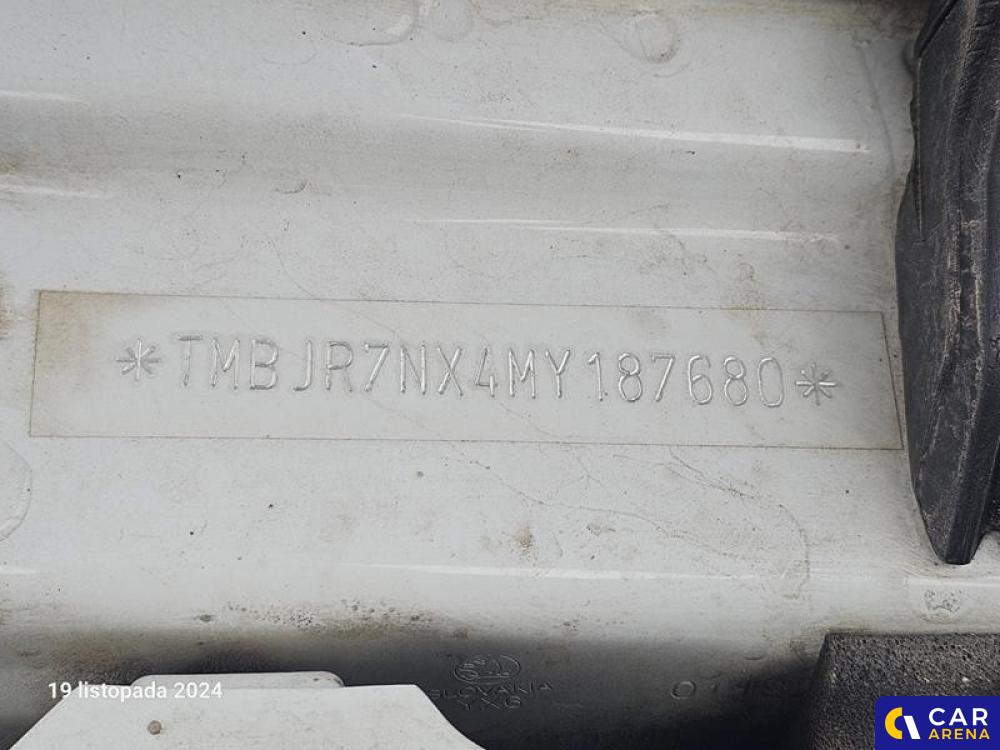 *TMBJR7NX4MY187680*
SLOVAKIA
19 listopada 2024
CAR
ARENA